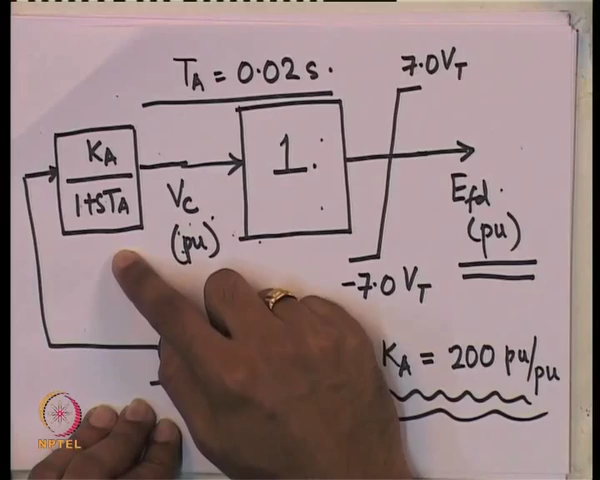 T_A = 0.02 s.
7.0 V_T
K_A
1+ST_A
1.
V_C
(pu)
E_fd.
(pu)
-7.0 V_T
K_A = 200 pu/pu
NPTEL